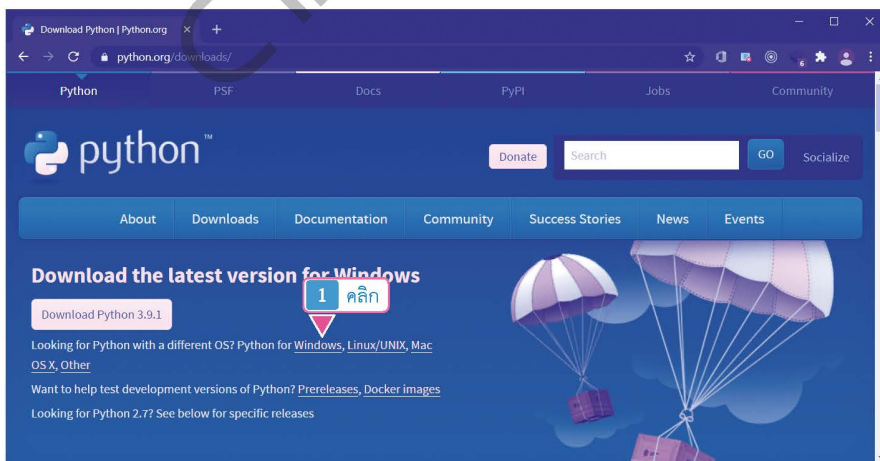 Download Python | Python.org
python.org/downloads/
6
Python PSF Docs PyPI Jobs Community
python™
Donate Search GO Socialize
About Downloads Documentation Community Success Stories News Events
Download the latest version for Windows
1 คลิก
Download Python 3.9.1
Looking for Python with a different OS? Python for Windows, Linux/UNIX, Mac
OS X, Other
Want to help test development versions of Python? Prereleases, Docker images
Looking for Python 2.7? See below for specific releases